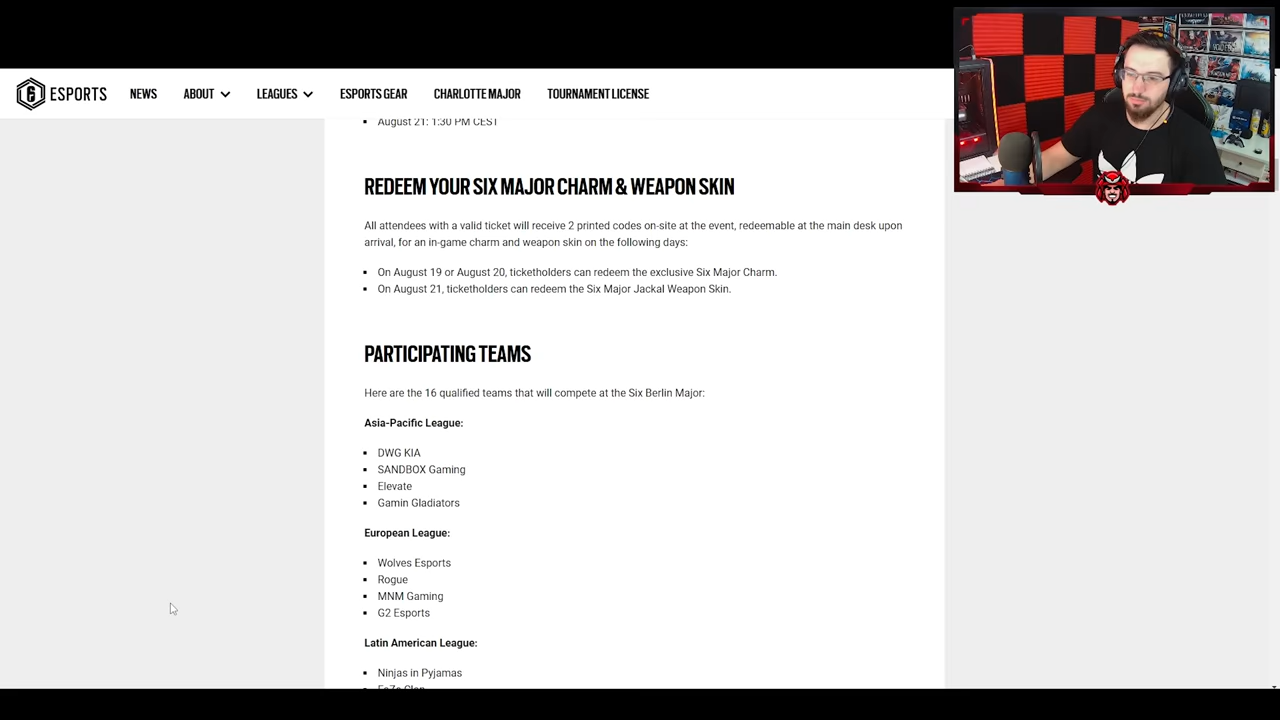 ESPORTS NEWS ABOUT LEAGUES ESPORTS GEAR CHARLOTTE MAJOR TOURNAMENT LICENSE
August 21: 1:30 PM CEST
REDEEM YOUR SIX MAJOR CHARM & WEAPON SKIN
All attendees with a valid ticket will receive 2 printed codes on-site at the event, redeemable at the main desk upon
arrival, for an in-game charm and weapon skin on the following days:
On August 19 or August 20, ticketholders can redeem the exclusive Six Major Charm.
On August 21, ticketholders can redeem the Six Major Jackal Weapon Skin.
PARTICIPATING TEAMS
Here are the 16 qualified teams that will compete at the Six Berlin Major:
Asia-Pacific League:
DWG KIA
SANDBOX Gaming
Elevate
Gamin Gladiators
European League:
Wolves Esports
Rogue
MNM Gaming
G2 Esports
Latin American League:
Ninjas in Pyjamas
FaZe Clan